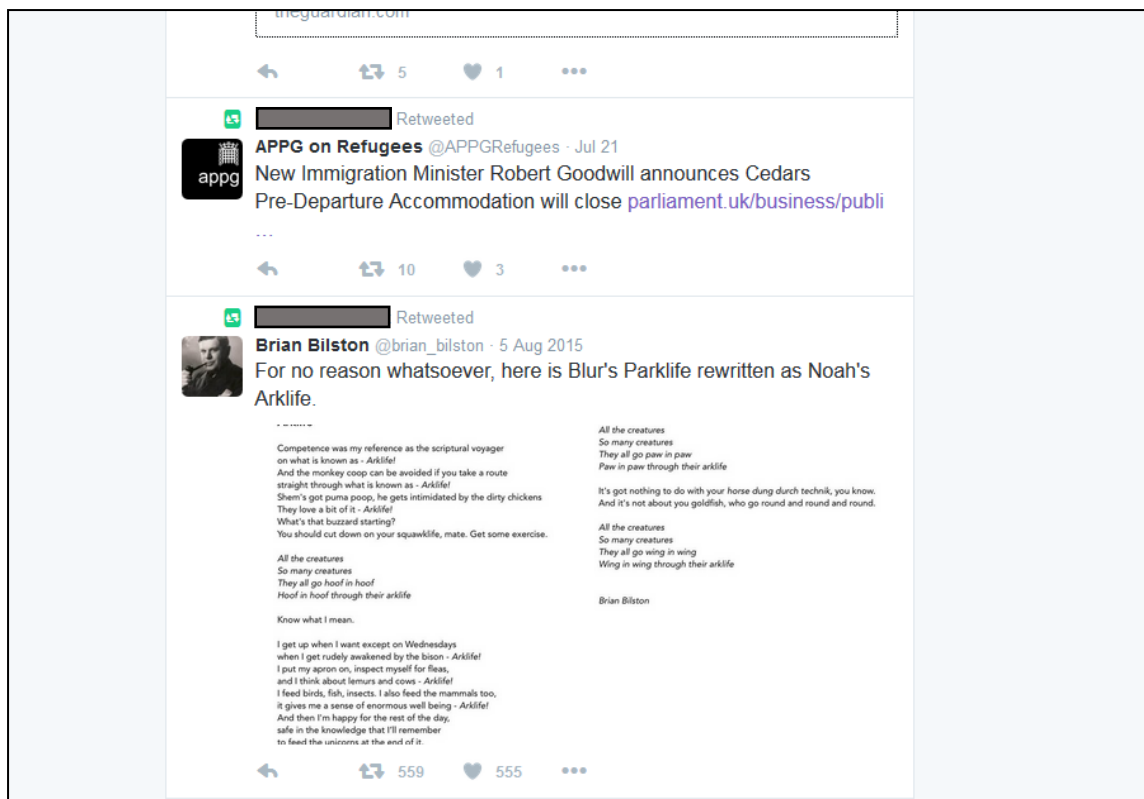 theguardian.com
5 1
Retweeted
appg
APPG on Refugees @APPGRefugees · Jul 21
New Immigration Minister Robert Goodwill announces Cedars
Pre-Departure Accommodation will close parliament.uk/business/publi
…
10 3
Retweeted
Brian Bilston @brian_bilston · 5 Aug 2015
For no reason whatsoever, here is Blur's Parklife rewritten as Noah's
Arklife.
Arklife
Competence was my reference as the scriptural voyager
on what is known as - Arklife!
And the monkey coop can be avoided if you take a route
straight through what is known as - Arklife!
Shem's got puma poop, he gets intimidated by the dirty chickens
They love a bit of it - Arklife!
What's that buzzard starting?
You should cut down on your squawklife, mate. Get some exercise.
All the creatures
So many creatures
They all go hoof in hoof
Hoof in hoof through their arklife
Know what I mean.
I get up when I want except on Wednesdays
when I get rudely awakened by the bison - Arklife!
I put my apron on, inspect myself for fleas,
and I think about lemurs and cows - Arklife!
I feed birds, fish, insects. I also feed the mammals too,
it gives me a sense of enormous well being - Arklife!
And then I'm happy for the rest of the day,
safe in the knowledge that I'll remember
to feed the unicorns at the end of it.
All the creatures
So many creatures
They all go paw in paw
Paw in paw through their arklife
It's got nothing to do with your horse dung durch technik, you know.
And it's not about you goldfish, who go round and round and round.
All the creatures
So many creatures
They all go wing in wing
Wing in wing through their arklife
Brian Bilston
559 555